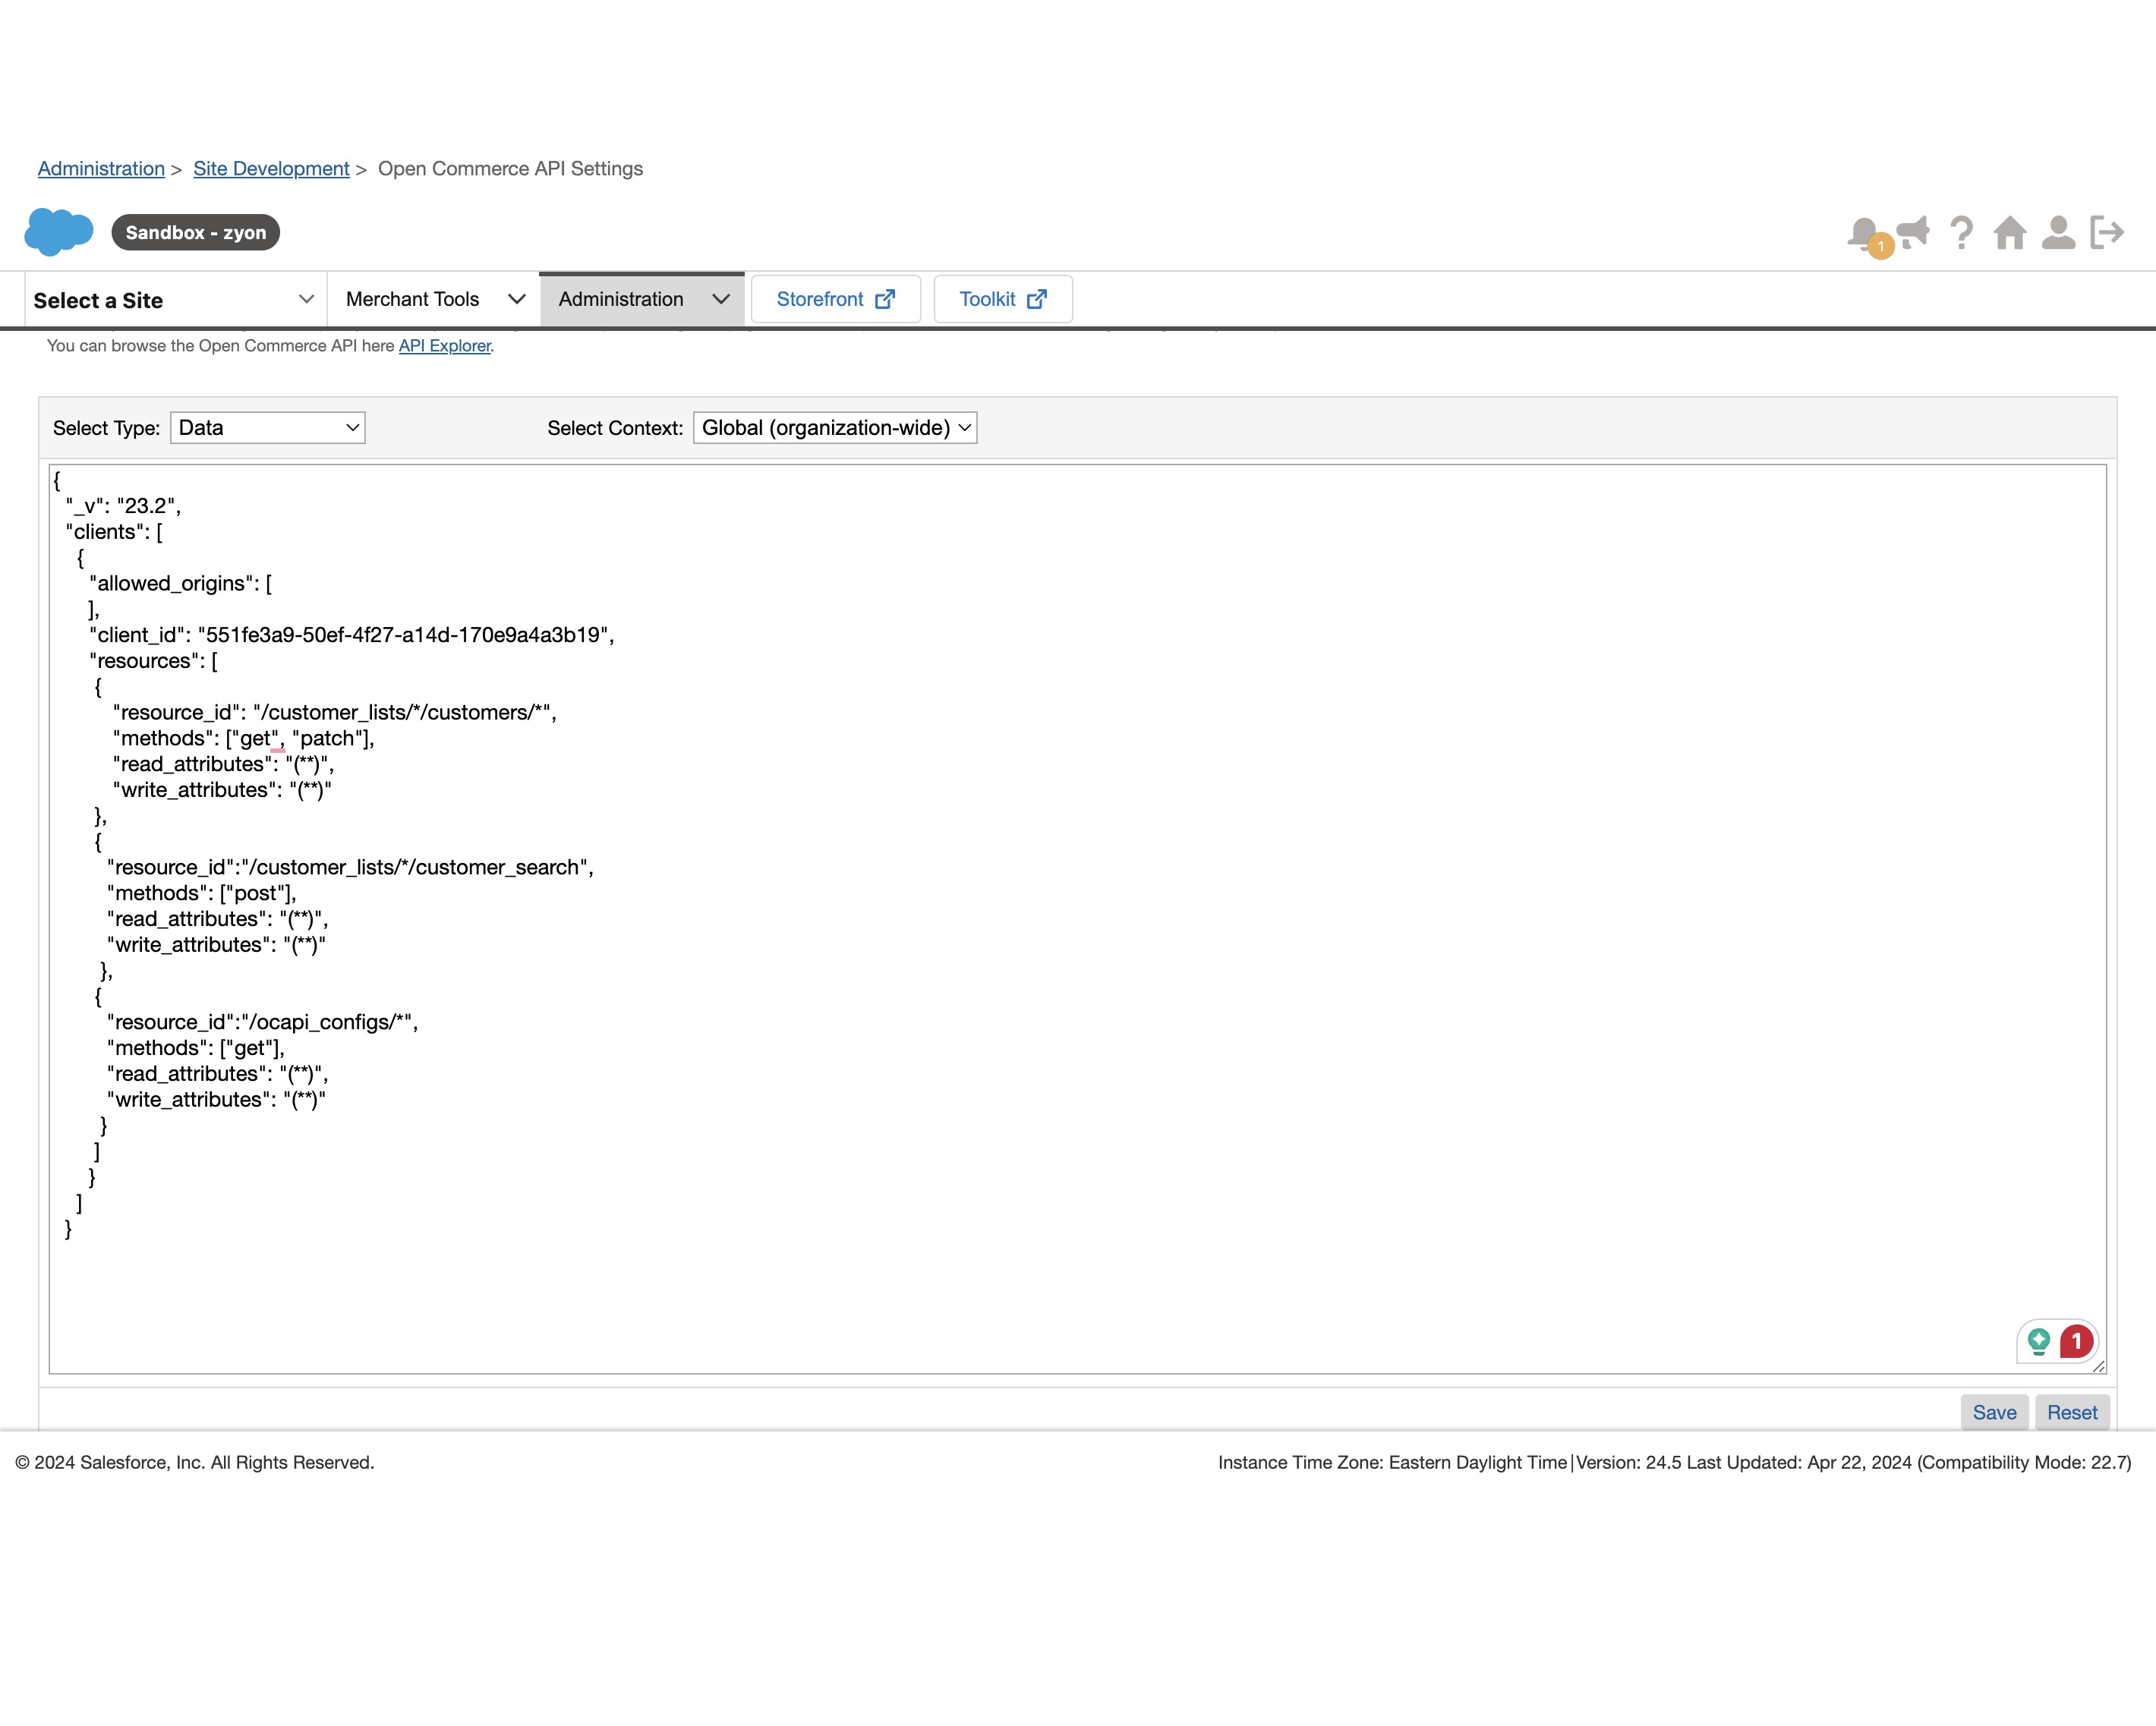 Administration > Site Development > Open Commerce API Settings
Sandbox - zyon
1
Select a Site
Merchant Tools
Administration
Storefront
Toolkit
You can browse the Open Commerce API here API Explorer.
Select Type: Data
Select Context: Global (organization-wide)
{
"_v": "23.2",
"clients": [
{
"allowed_origins": [
],
"client_id": "551fe3a9-50ef-4f27-a14d-170e9a4a3b19",
"resources": [
{
"resource_id": "/customer_lists/*/customers/*",
"methods": ["get", "patch"],
"read_attributes": "(**)",
"write_attributes": "(**)"
},
{
"resource_id":"/customer_lists/*/customer_search",
"methods": ["post"],
"read_attributes": "(**)",
"write_attributes": "(**)"
},
{
"resource_id":"/ocapi_configs/*",
"methods": ["get"],
"read_attributes": "(**)",
"write_attributes": "(**)"
}
]
}
]
}
1
Save
Reset
© 2024 Salesforce, Inc. All Rights Reserved.
Instance Time Zone: Eastern Daylight Time|Version: 24.5 Last Updated: Apr 22, 2024 (Compatibility Mode: 22.7)